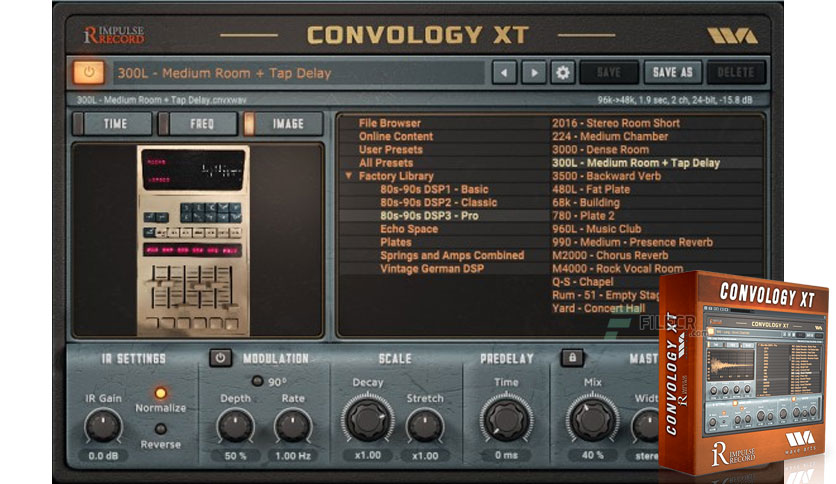 IMPULSE RECORD
CONVOLOGY XT
300L - Medium Room + Tap Delay
SAVE
SAVE AS
DELETE
300L - Medium Room + Tap Delay.cnvxwav
96k->48k, 1.9 sec, 2 ch, 24-bit, -15.8 dB
TIME
FREQ
IMAGE
File Browser
Online Content
User Presets
All Presets
Factory Library
80s-90s DSP1 - Basic
80s-90s DSP2 - Classic
80s-90s DSP3 - Pro
Echo Space
Plates
Springs and Amps Combined
Vintage German DSP
2016 - Stereo Room Short
224 - Medium Chamber
3000 - Dense Room
300L - Medium Room + Tap Delay
3500 - Backward Verb
480L - Fat Plate
68k - Building
780 - Plate 2
960L - Music Club
990 - Medium - Presence Reverb
M2000 - Chorus Reverb
M4000 - Rock Vocal Room
Q-S - Chapel
Rum - 51 - Empty Stag
Yard - Concert Hall
IR SETTINGS
MODULATION
SCALE
PREDELAY
MAST
IR Gain
Normalize
Reverse
0.0 dB
90°
Depth
Rate
50 %
1.00 Hz
Decay
Stretch
x1.00
x1.00
Time
0 ms
Mix
Widt
40 %
stere
CONVOLOGY XT
CONVOLOGY XT
CONVOLOGY XT
IMPULSE RECORD
wave arts